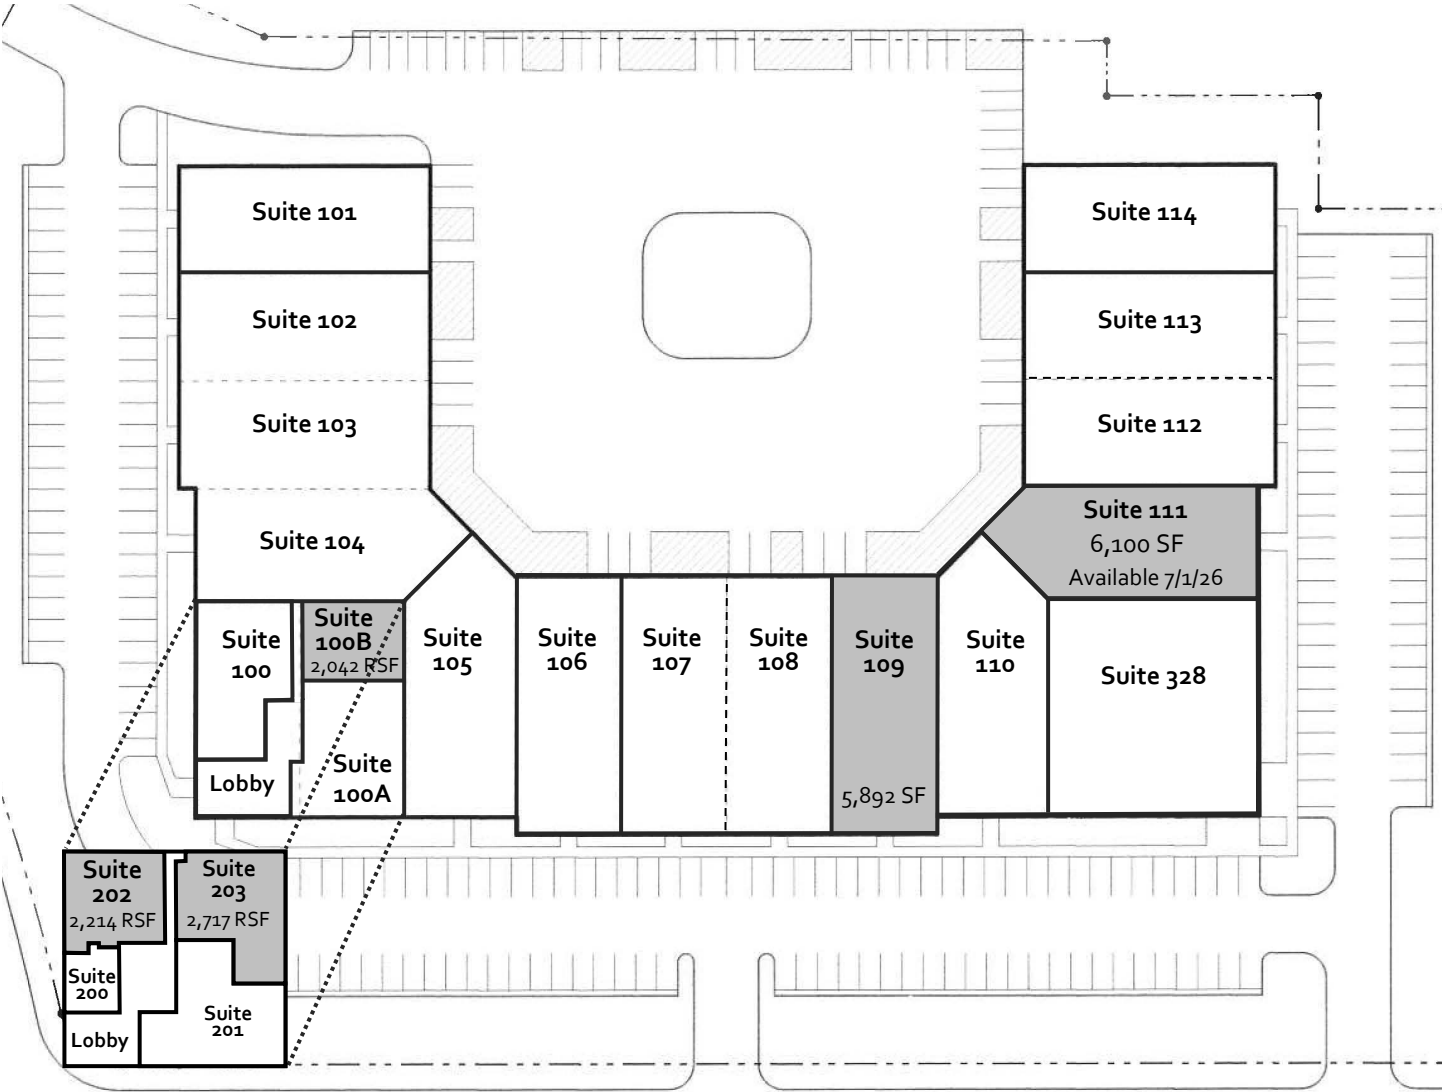 Suite 101
Suite 114
Suite 102
Suite 113
Suite 103
Suite 112
Suite 104
Suite 111
6,100 SF
Available 7/1/26
Suite
100
Suite
100B
2,042 RSF
Suite
105
Suite
106
Suite
107
Suite
108
Suite
109
5,892 SF
Suite
110
Suite 328
Lobby
Suite
100A
Suite
202
2,214 RSF
Suite
203
2,717 RSF
Suite
200
Suite
201
Lobby